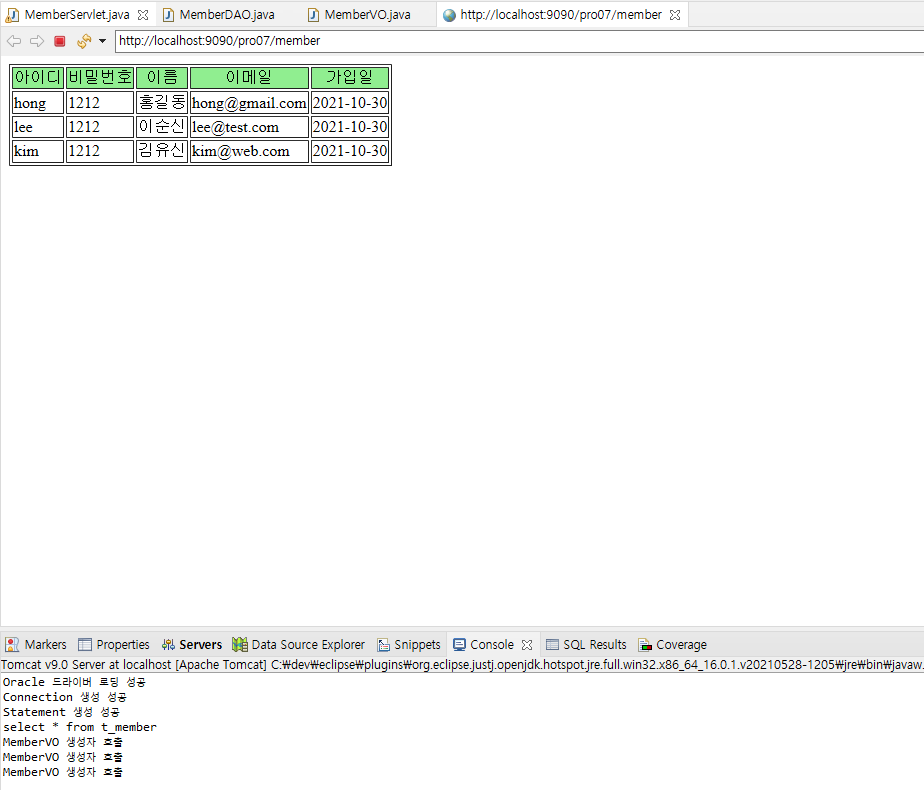 MemberServlet.java MemberDAO.java MemberVO.java http://localhost:9090/pro07/member
http://localhost:9090/pro07/member
아이디 비밀번호 이름 이메일 가입일
hong 1212 홍길동 hong@gmail.com 2021-10-30
lee 1212 이순신 lee@test.com 2021-10-30
kim 1212 김유신 kim@web.com 2021-10-30
Markers Properties Servers Data Source Explorer Snippets Console SQL Results Coverage
Tomcat v9.0 Server at localhost [Apache Tomcat] C:₩dev₩eclipse₩plugins₩org.eclipse.justj.openjdk.hotspot.jre.full.win32.x86_64_16.0.1.v20210528-1205₩jre₩bin₩javaw.
Oracle 드라이버 로딩 성공
Connection 생성 성공
Statement 생성 성공
select * from t_member
MemberVO 생성자 호출
MemberVO 생성자 호출
MemberVO 생성자 호출